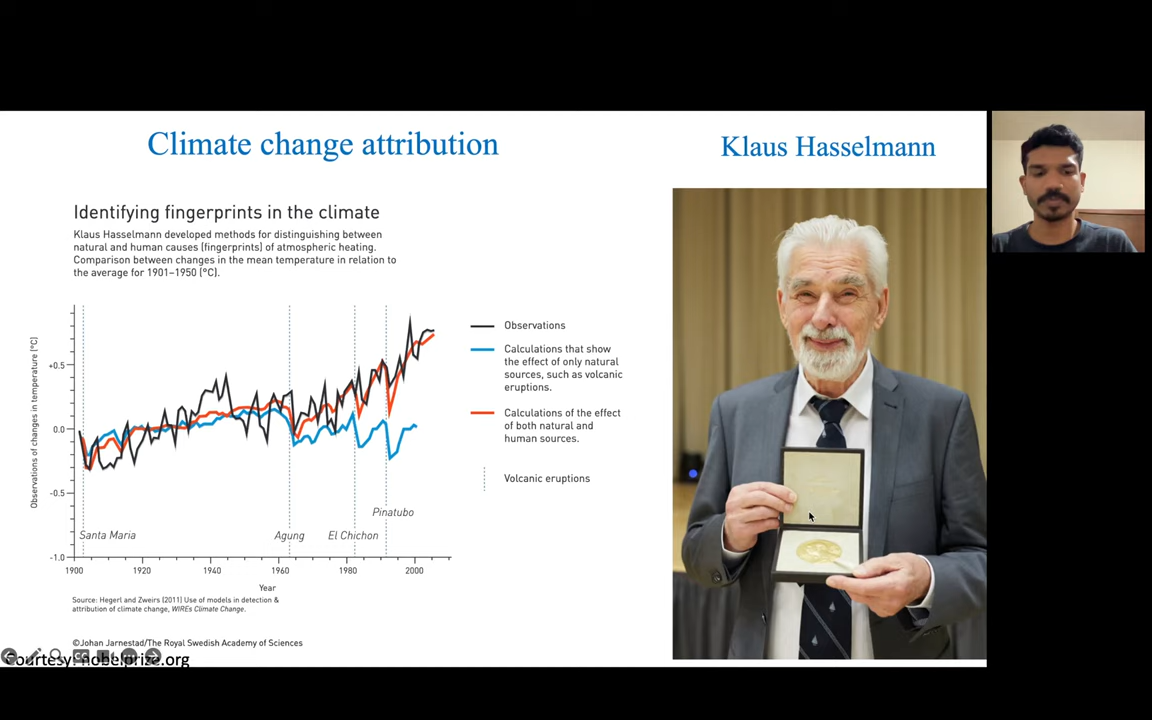 Climate change attribution
Klaus Hasselmann
Identifying fingerprints in the climate
Klaus Hasselmann developed methods for distinguishing between
natural and human causes (fingerprints) of atmospheric heating.
Comparison between changes in the mean temperature in relation to
the average for 1901–1950 (°C).
Observations of changes in temperature (°C)
+0.5
0.0
-0.5
-1.0
Observations
Calculations that show
the effect of only natural
sources, such as volcanic
eruptions.
Calculations of the effect
of both natural and
human sources.
Volcanic eruptions
Santa Maria
Agung
El Chichon
Pinatubo
1900 1920 1940 1960 1980 2000
Year
Source: Hegerl and Zweirs (2011) Use of models in detection &
attribution of climate change, WIREs Climate Change.
©Johan Jarnestad/The Royal Swedish Academy of Sciences
Courtesy: nobelprize.org